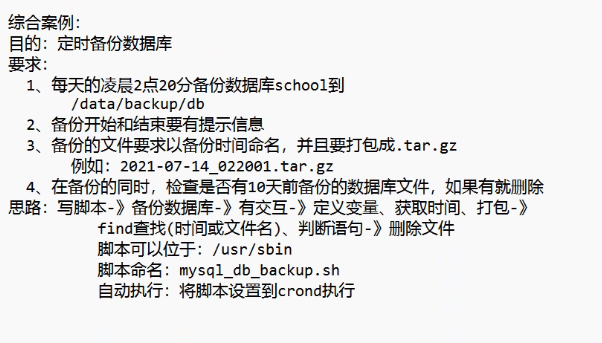 综合案例：
目的：定时备份数据库
要求：
1、每天的凌晨2点20分备份数据库school到
/data/backup/db
2、备份开始和结束要有提示信息
3、备份的文件要求以备份时间命名，并且要打包成.tar.gz
例如：2021-07-14_022001.tar.gz
4、在备份的同时，检查是否有10天前备份的数据库文件，如果有就删除
思路：写脚本-》备份数据库-》有交互-》定义变量、获取时间、打包-》
find查找(时间或文件名)、判断语句-》删除文件
脚本可以位于：/usr/sbin
脚本命名：mysql_db_backup.sh
自动执行：将脚本设置到crond执行